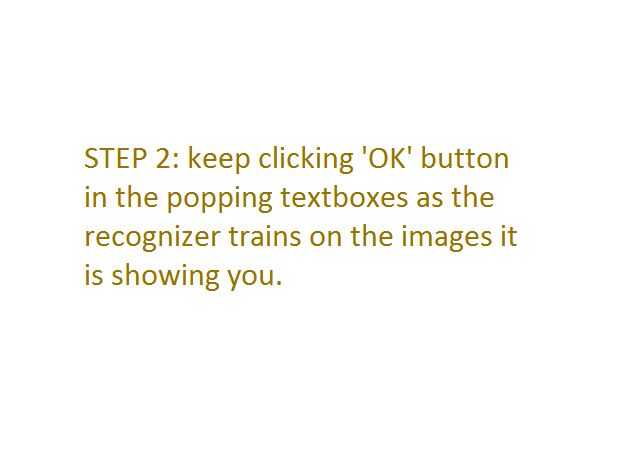 STEP 2: keep clicking 'OK' button
in the popping textboxes as the
recognizer trains on the images it
is showing you.